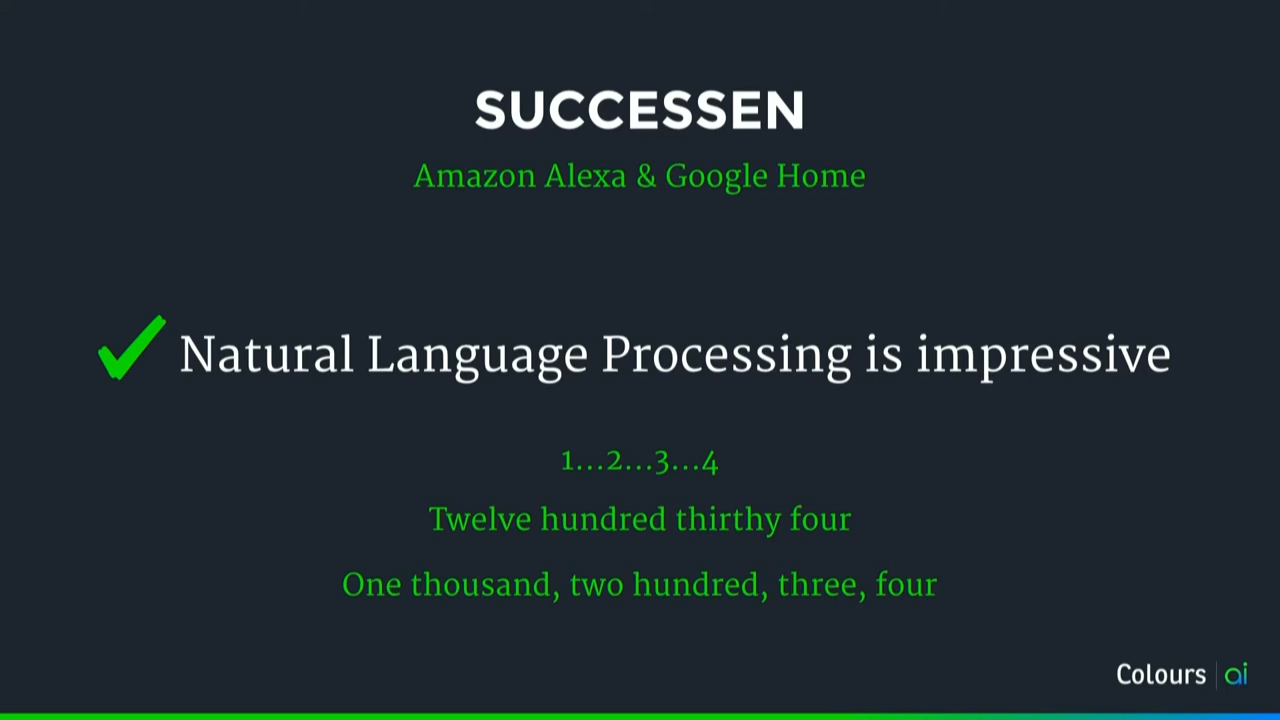 SUCCESSEN
Amazon Alexa & Google Home
Natural Language Processing is impressive
1...2...3...4
Twelve hundred thirthy four
One thousand, two hundred, three, four
Colours ai